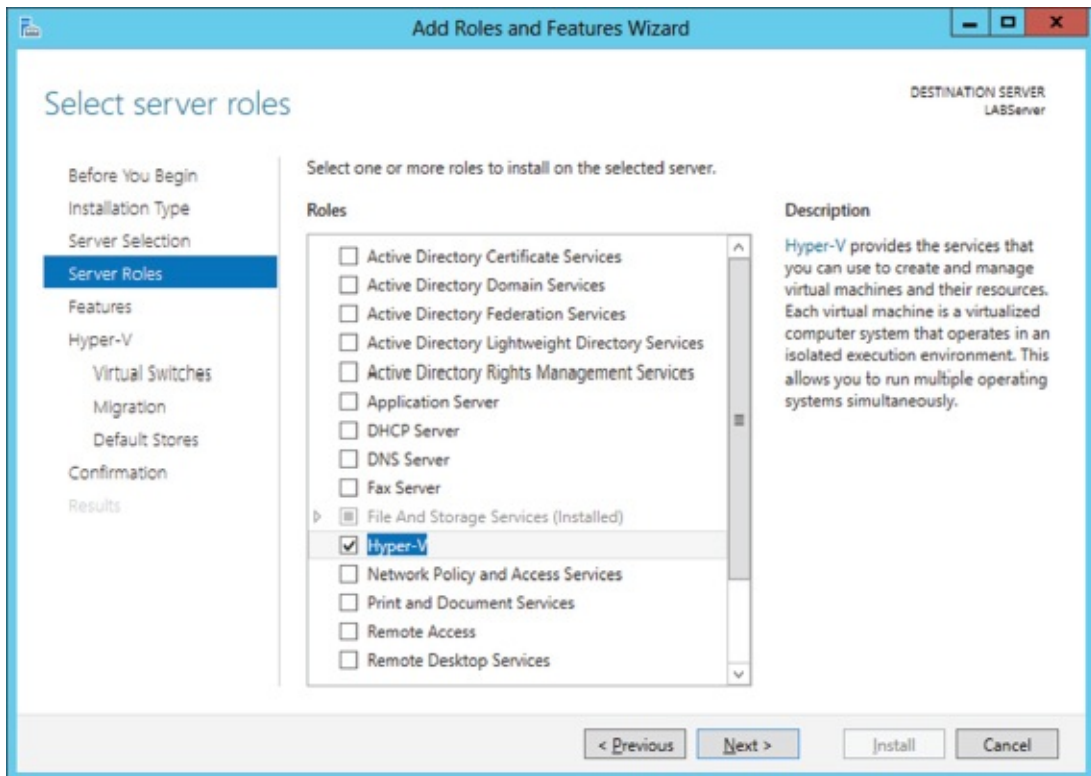 Add Roles and Features Wizard
Select server roles
DESTINATION SERVER
LABServer
Before You Begin
Installation Type
Server Selection
Server Roles
Features
Hyper-V
Virtual Switches
Migration
Default Stores
Confirmation
Results
Select one or more roles to install on the selected server.
Roles
Active Directory Certificate Services
Active Directory Domain Services
Active Directory Federation Services
Active Directory Lightweight Directory Services
Active Directory Rights Management Services
Application Server
DHCP Server
DNS Server
Fax Server
File And Storage Services (Installed)
Hyper-V
Network Policy and Access Services
Print and Document Services
Remote Access
Remote Desktop Services
Description
Hyper-V provides the services that
you can use to create and manage
virtual machines and their resources.
Each virtual machine is a virtualized
computer system that operates in an
isolated execution environment. This
allows you to run multiple operating
systems simultaneously.
< Previous
Next >
Install
Cancel